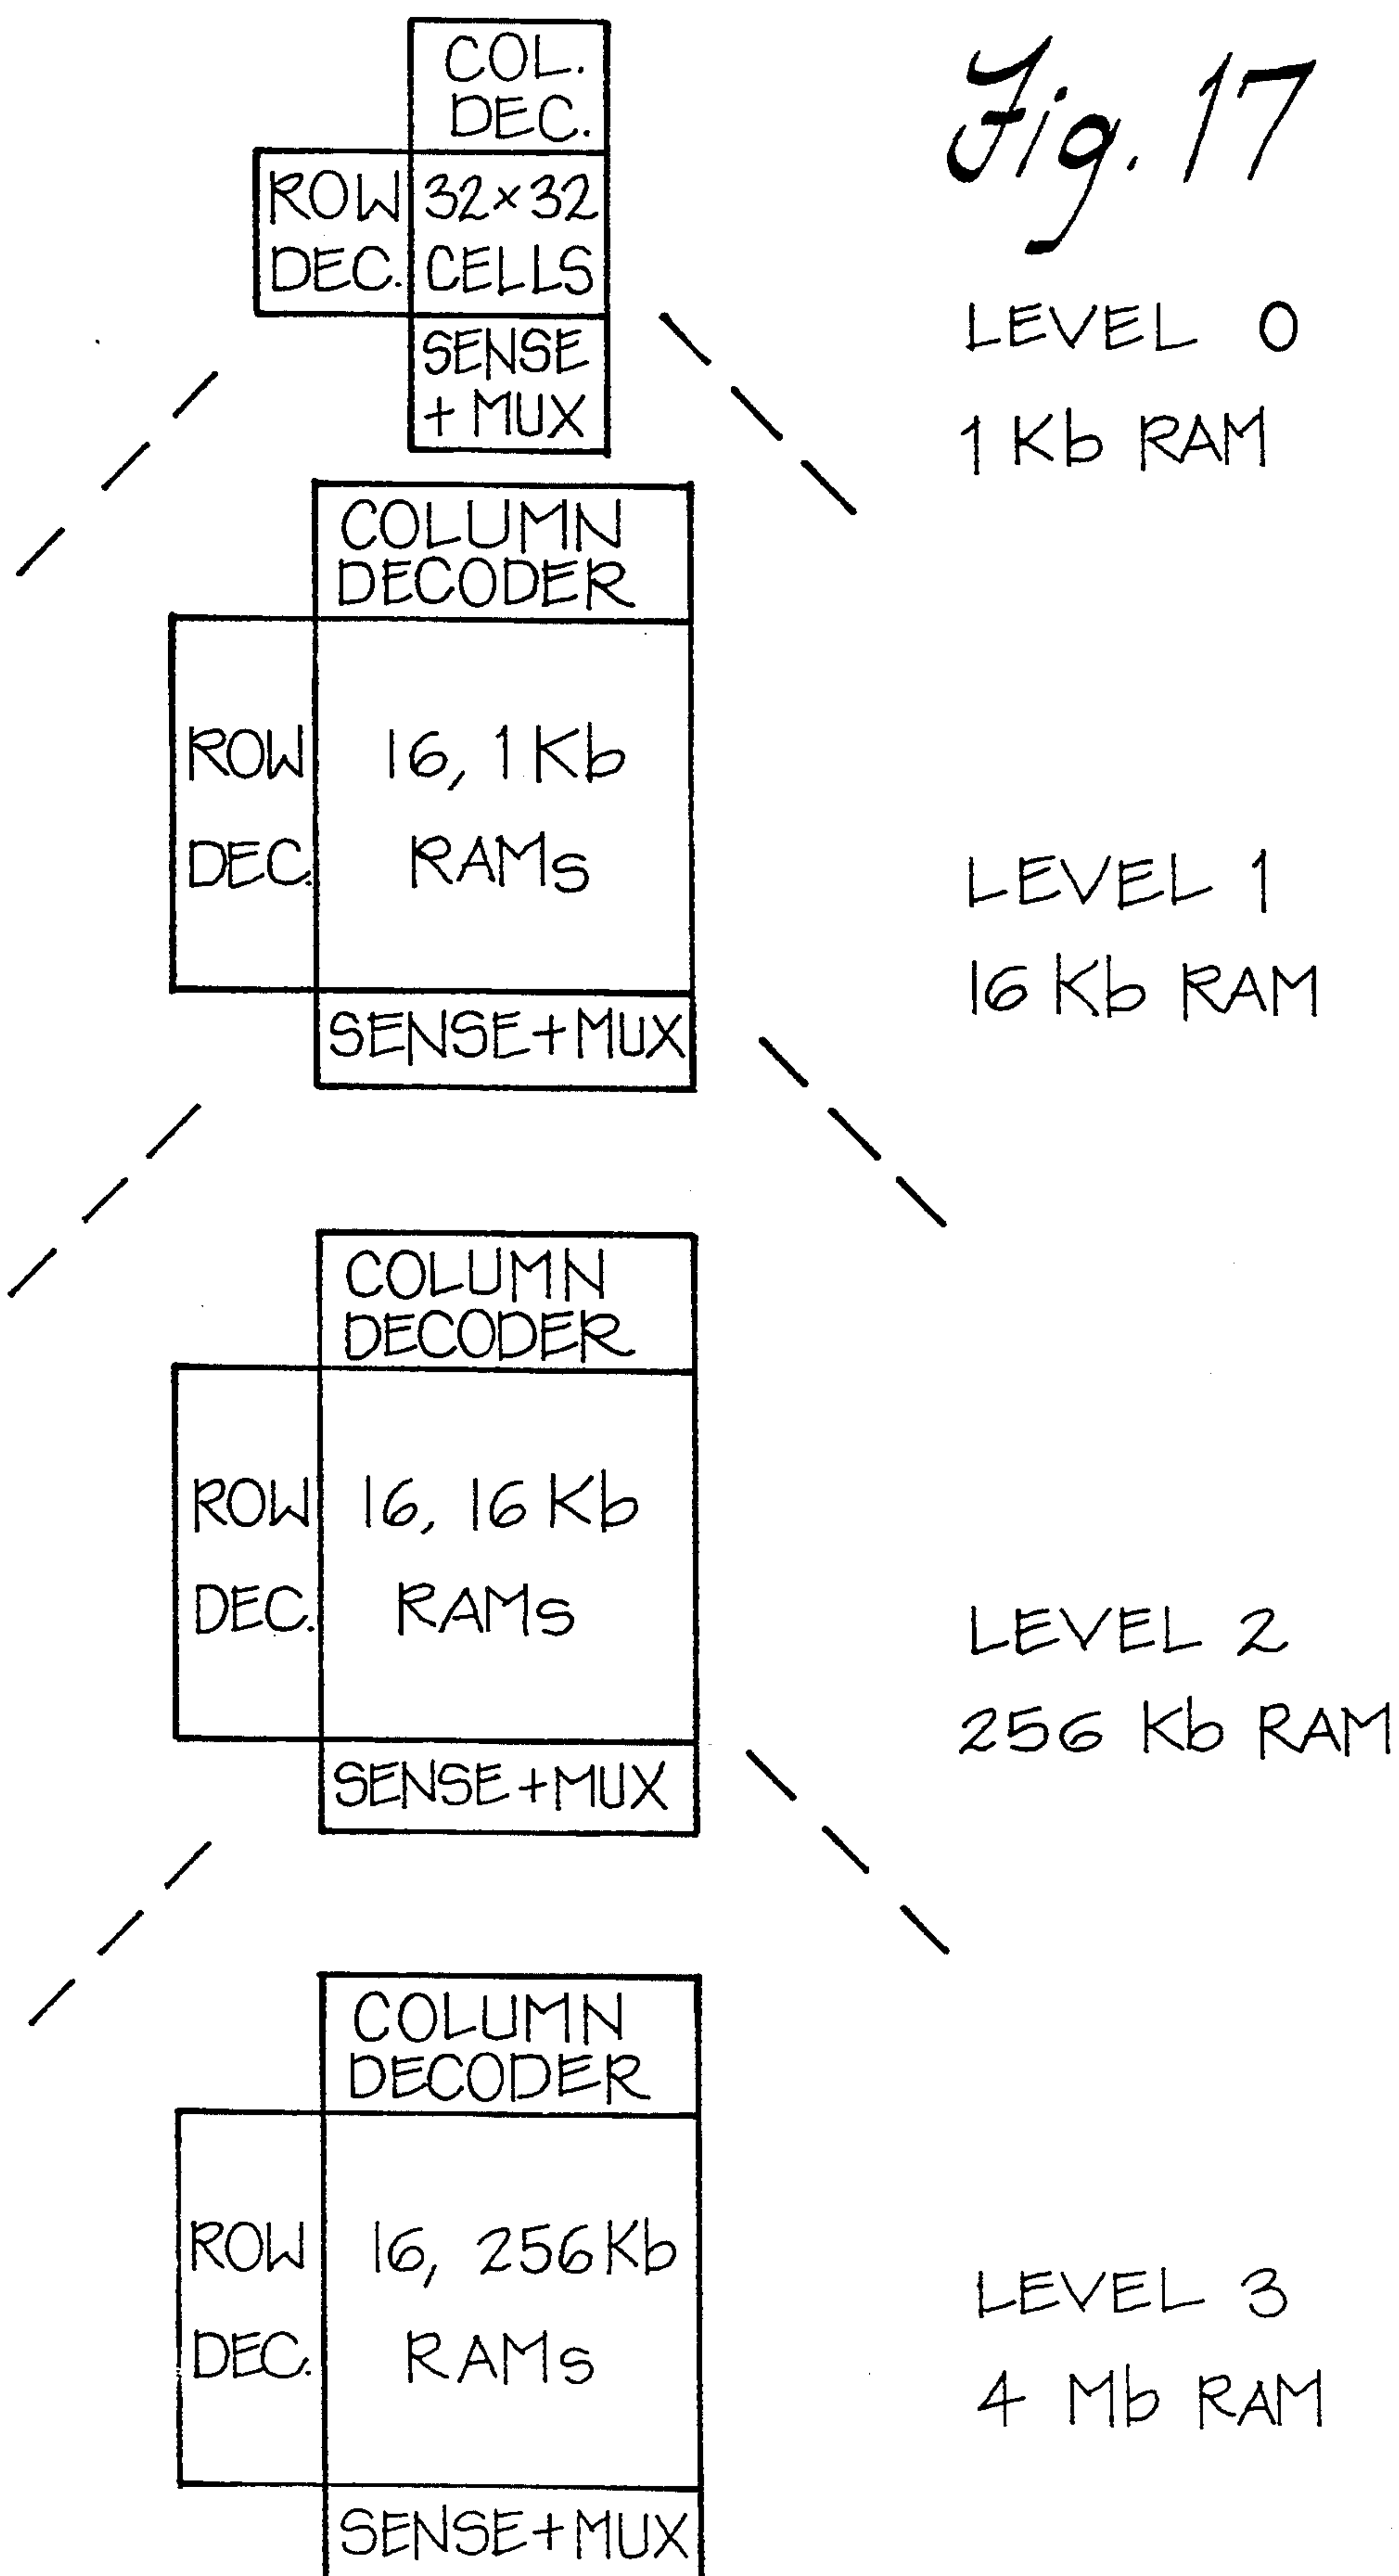 Fig. 17
COL.
DEC.
ROW
DEC.
32×32
CELLS
SENSE
+ MUX
LEVEL 0
1 Kb RAM
COLUMN
DECODER
ROW
DEC.
16, 1 Kb
RAMs
SENSE+MUX
LEVEL 1
16 Kb RAM
COLUMN
DECODER
ROW
DEC.
16, 16 Kb
RAMs
SENSE+MUX
LEVEL 2
256 Kb RAM
COLUMN
DECODER
ROW
DEC.
16, 256 Kb
RAMs
SENSE+MUX
LEVEL 3
4 Mb RAM